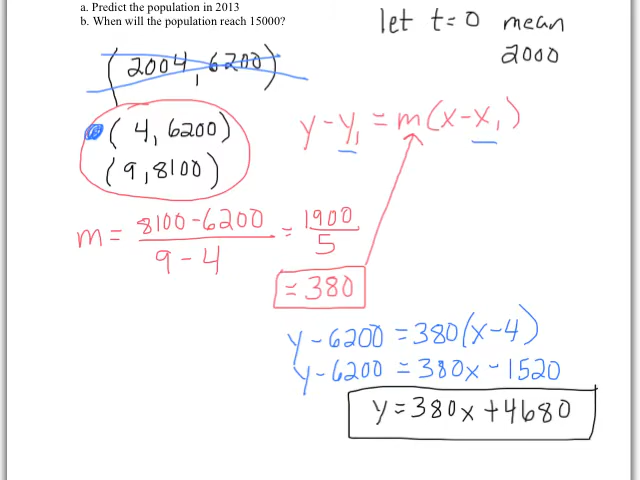 a. Predict the population in 2013
b. When will the population reach 15000?
let t=0 mean
2000
(2004, 6200)
(4, 6200)
(9, 8100)
y - y₁ = m(x - x₁)
m = 8100 - 6200 / 9 - 4 = 1900 / 5
= 380
y - 6200 = 380(x - 4)
y - 6200 = 380x - 1520
y = 380x + 4680